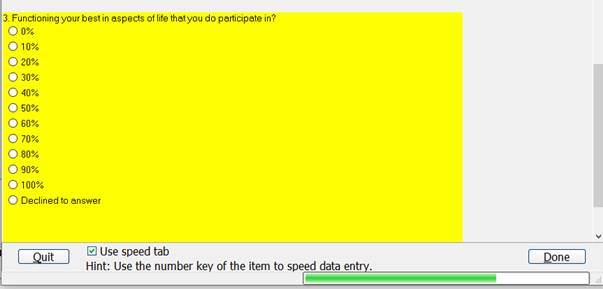 3. Functioning your best in aspects of life that you do participate in?
0%
10%
20%
30%
40%
50%
60%
70%
80%
90%
100%
Declined to answer
Quit
Use speed tab
Done
Hint: Use the number key of the item to speed data entry.